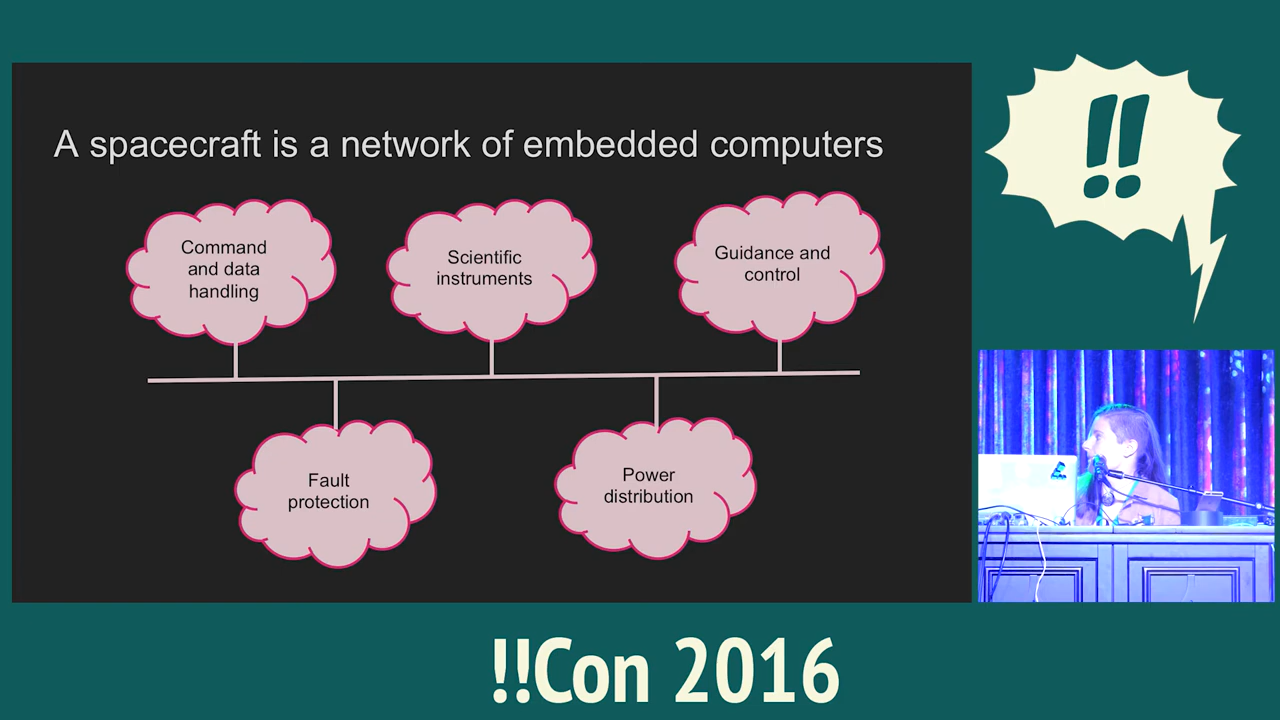 A spacecraft is a network of embedded computers
Command
and data
handling
Scientific
instruments
Guidance and
control
Fault
protection
Power
distribution
!!
!!Con 2016